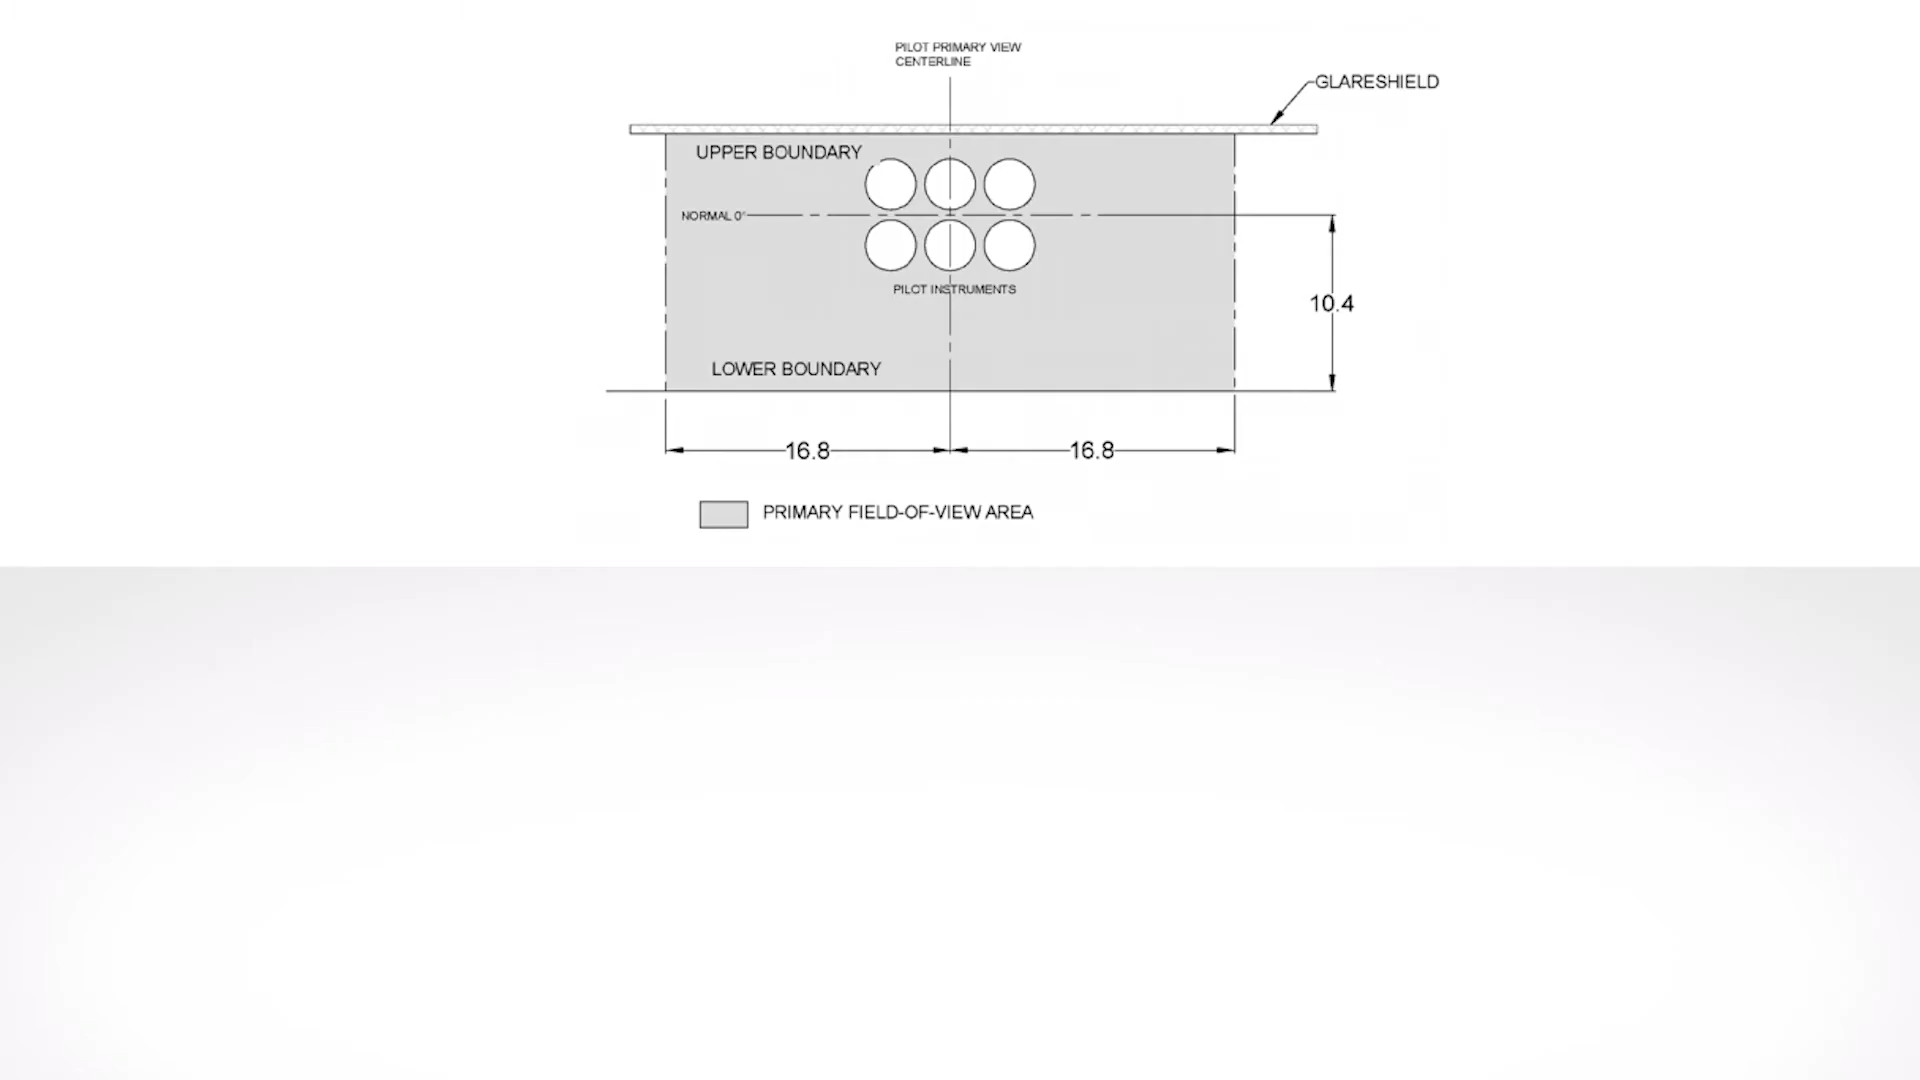 PILOT PRIMARY VIEW
CENTERLINE
GLARESHIELD
UPPER BOUNDARY
NORMAL 0°
PILOT INSTRUMENTS
10.4
LOWER BOUNDARY
16.8
16.8
PRIMARY FIELD-OF-VIEW AREA